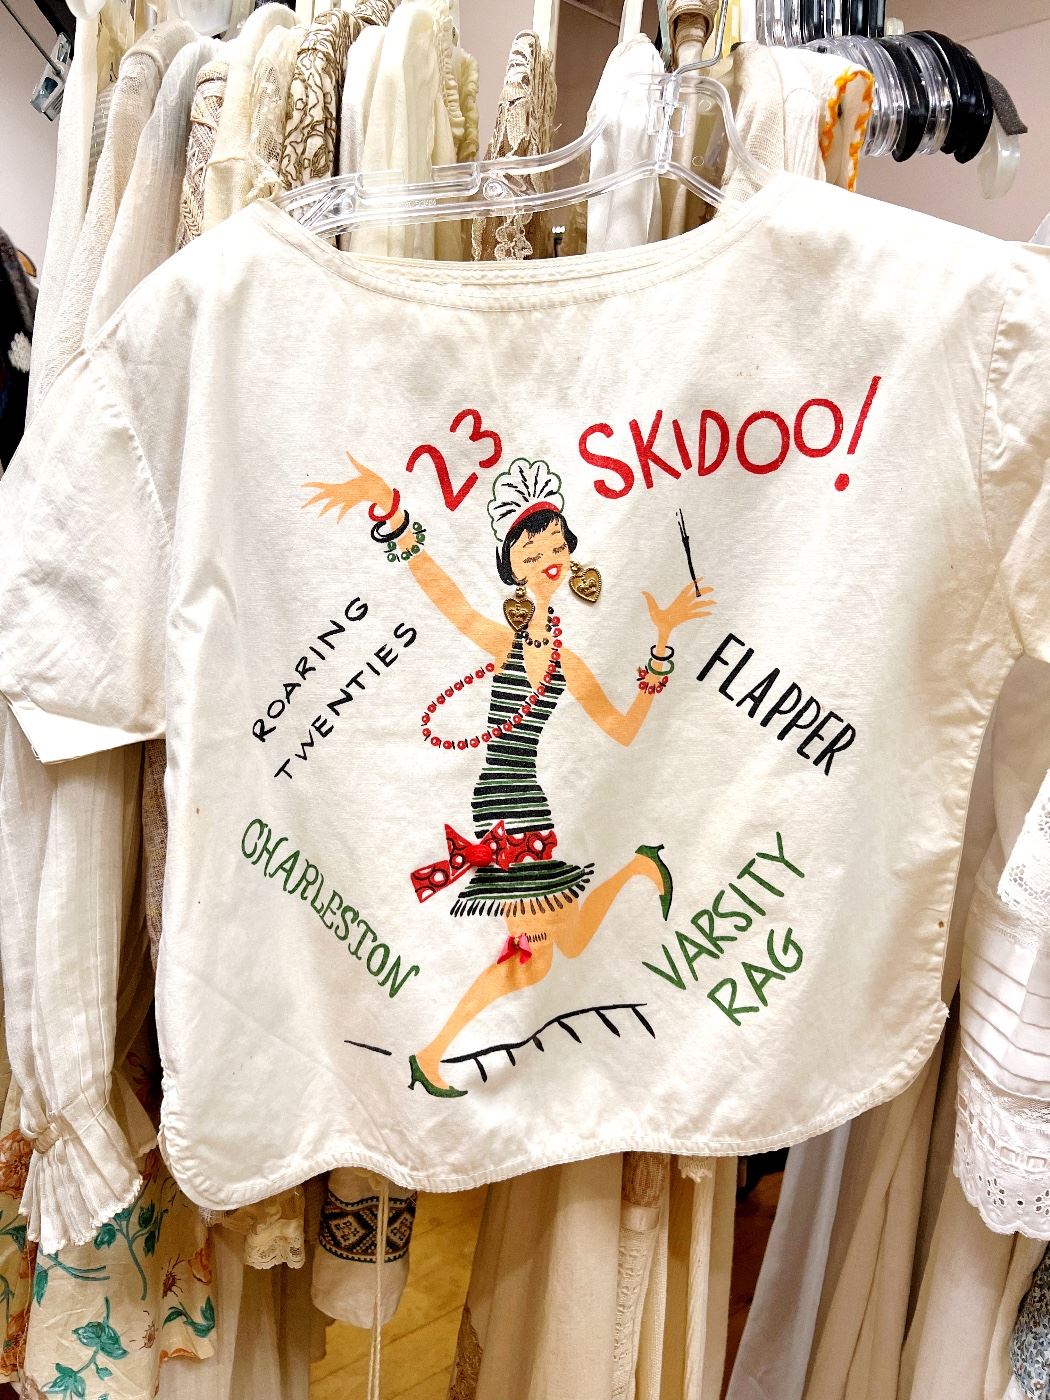 23 SKIDOO!
ROARING
TWENTIES
FLAPPER
CHARLESTON
VARSITY
RAG